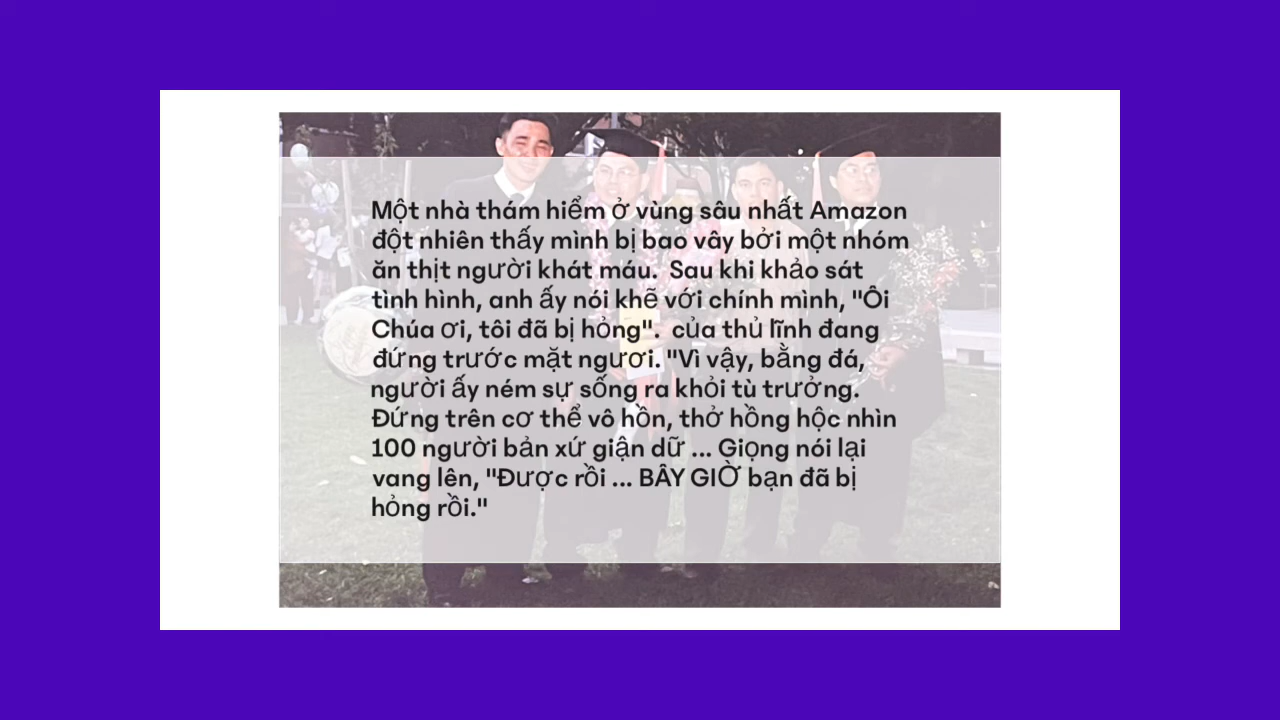 Một nhà thám hiểm ở vùng sâu nhất Amazon
đột nhiên thấy mình bị bao vây bởi một nhóm
ăn thịt người khát máu.  Sau khi khảo sát
tình hình, anh ấy nói khẽ với chính mình, "Ôi
Chúa ơi, tôi đã bị hỏng".  của thủ lĩnh đang
đứng trước mặt ngươi. "Vì vậy, bằng đá,
người ấy ném sự sống ra khỏi tù trưởng.
Đứng trên cơ thể vô hồn, thở hồng hộc nhìn
100 người bản xứ giận dữ ... Giọng nói lại
vang lên, "Được rồi ... BÂY GIỜ bạn đã bị
hỏng rồi."